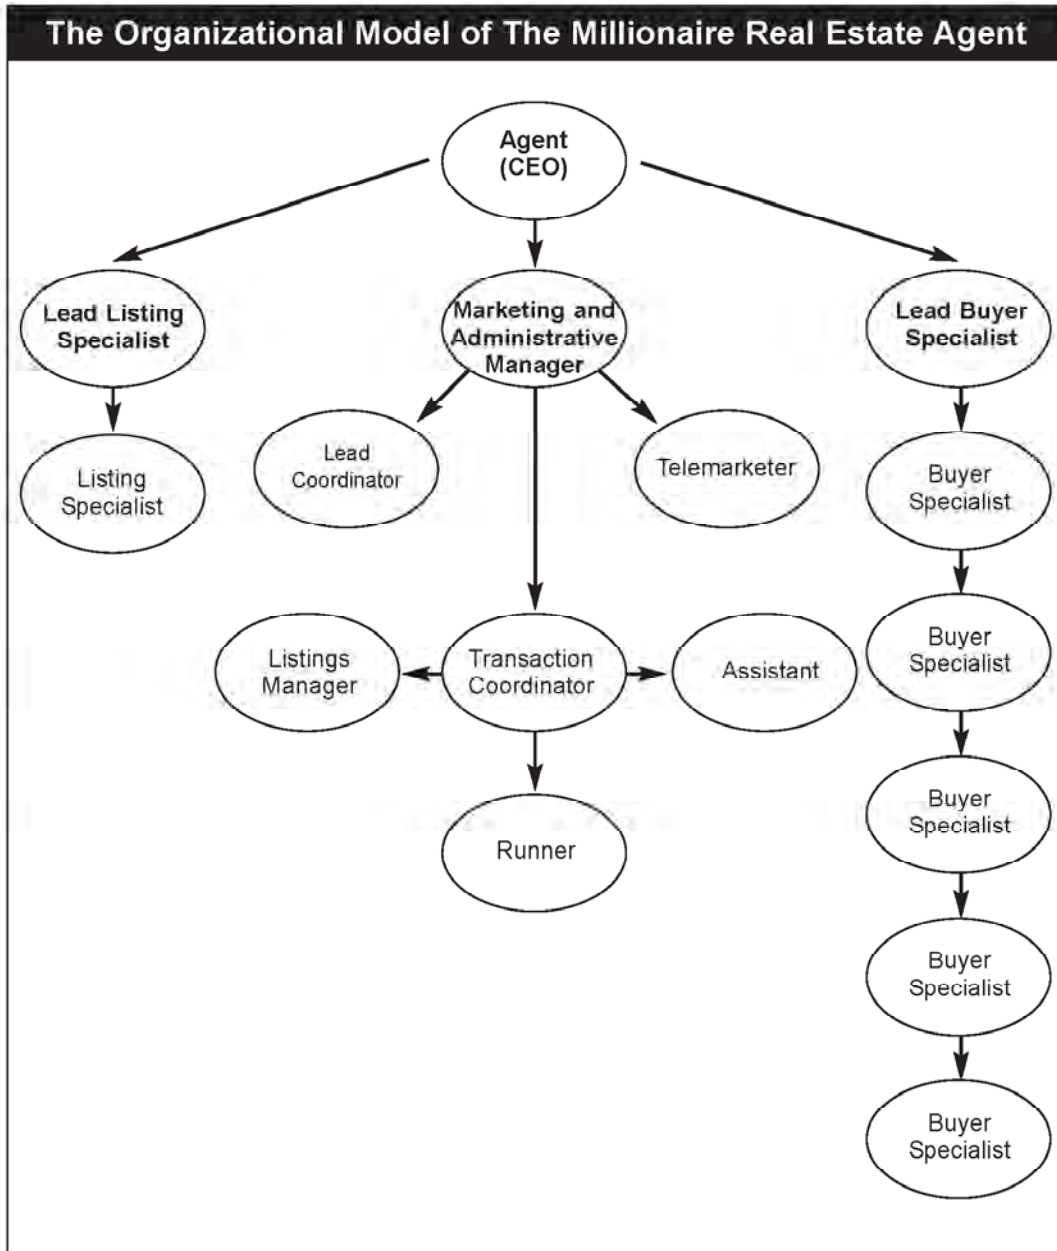 The Organizational Model of The Millionaire Real Estate Agent
Agent
(CEO)
Lead Listing
Specialist
Marketing and
Administrative
Manager
Lead Buyer
Specialist
Listing
Specialist
Lead
Coordinator
Telemarketer
Buyer
Specialist
Listings
Manager
Transaction
Coordinator
Assistant
Buyer
Specialist
Runner
Buyer
Specialist
Buyer
Specialist
Buyer
Specialist